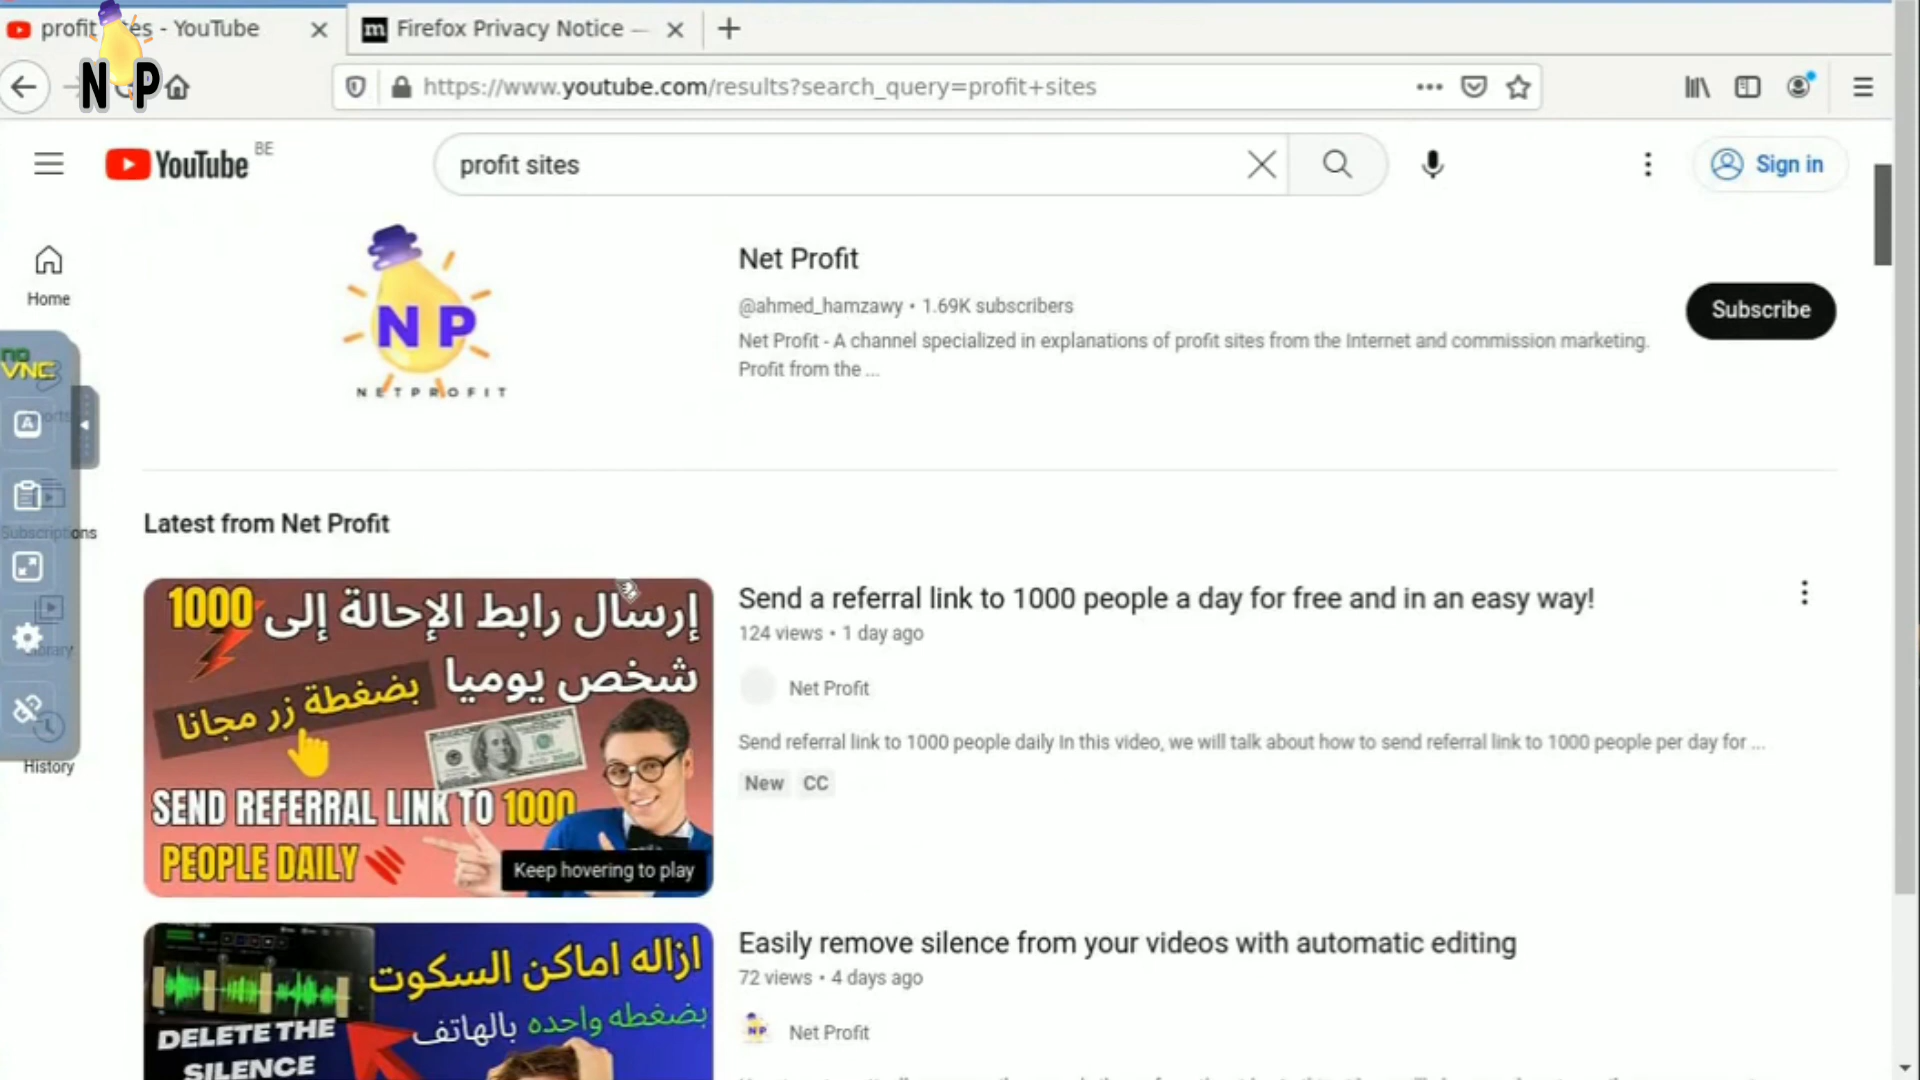 profit sites - YouTube
Firefox Privacy Notice —
NP
https://www.youtube.com/results?search_query=profit+sites
YouTube BE
profit sites
Sign in
Home
Net Profit
@ahmed_hamzawy • 1.69K subscribers
Net Profit - A channel specialized in explanations of profit sites from the Internet and commission marketing.
Profit from the ...
Subscribe
NP
NETPROFIT
no
VNC
Subscriptions
Library
History
Latest from Net Profit
إرسال رابط الإحالة إلى 1000
شخص يوميا
بضغطة زر مجانا
SEND REFERRAL LINK TO 1000
PEOPLE DAILY
Keep hovering to play
Send a referral link to 1000 people a day for free and in an easy way!
124 views • 1 day ago
Net Profit
Send referral link to 1000 people daily In this video, we will talk about how to send referral link to 1000 people per day for ...
New CC
ازاله اماكن السكوت
بضغطه واحده بالهاتف
DELETE THE
SILENCE
Easily remove silence from your videos with automatic editing
72 views • 4 days ago
NP
Net Profit